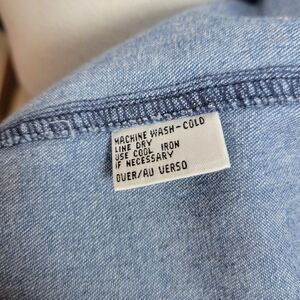 MACHINE WASH-COLD
LINE DRY
USE COOL IRON
IF NECESSARY
OVER/AU VERSO